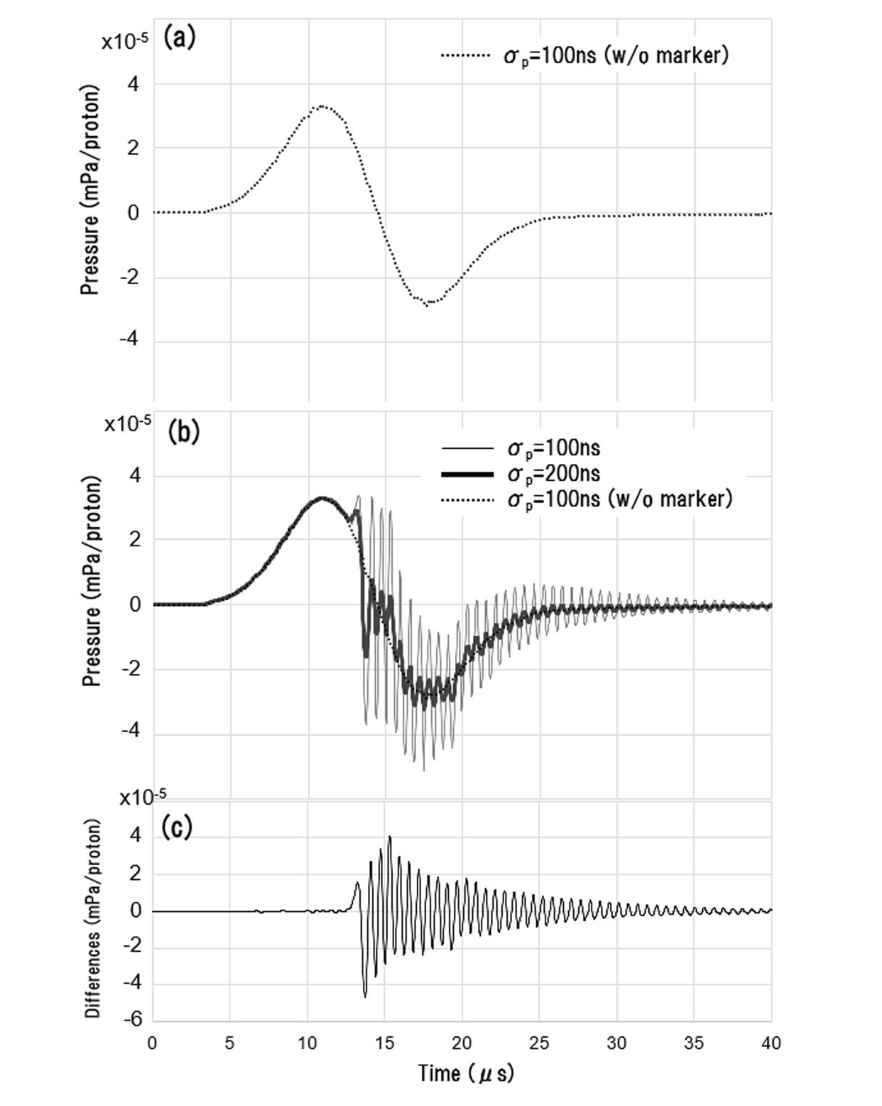 x10-5
(a)
σp=100ns (w/o marker)
4
2
0
-2
-4
Pressure (mPa/proton)
x10-5
(b)
σp=100ns
σp=200ns
σp=100ns (w/o marker)
4
2
0
-2
-4
Pressure (mPa/proton)
x10-5
(c)
4
2
0
-2
-4
-6
Differences (mPa/proton)
0 5 10 15 20 25 30 35 40
Time (μs)